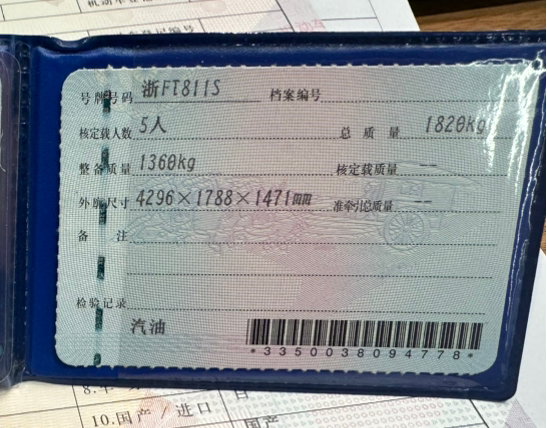 号牌号码 浙FT811S 档案编号
核定载人数 5人 总质量 1820kg
整备质量 1360kg 核定载质量 --
外廓尺寸 4296×1788×1471mm 准牵引总质量 --
备注
检验记录
汽油
*3350038094778*
10.国产/进口
国产